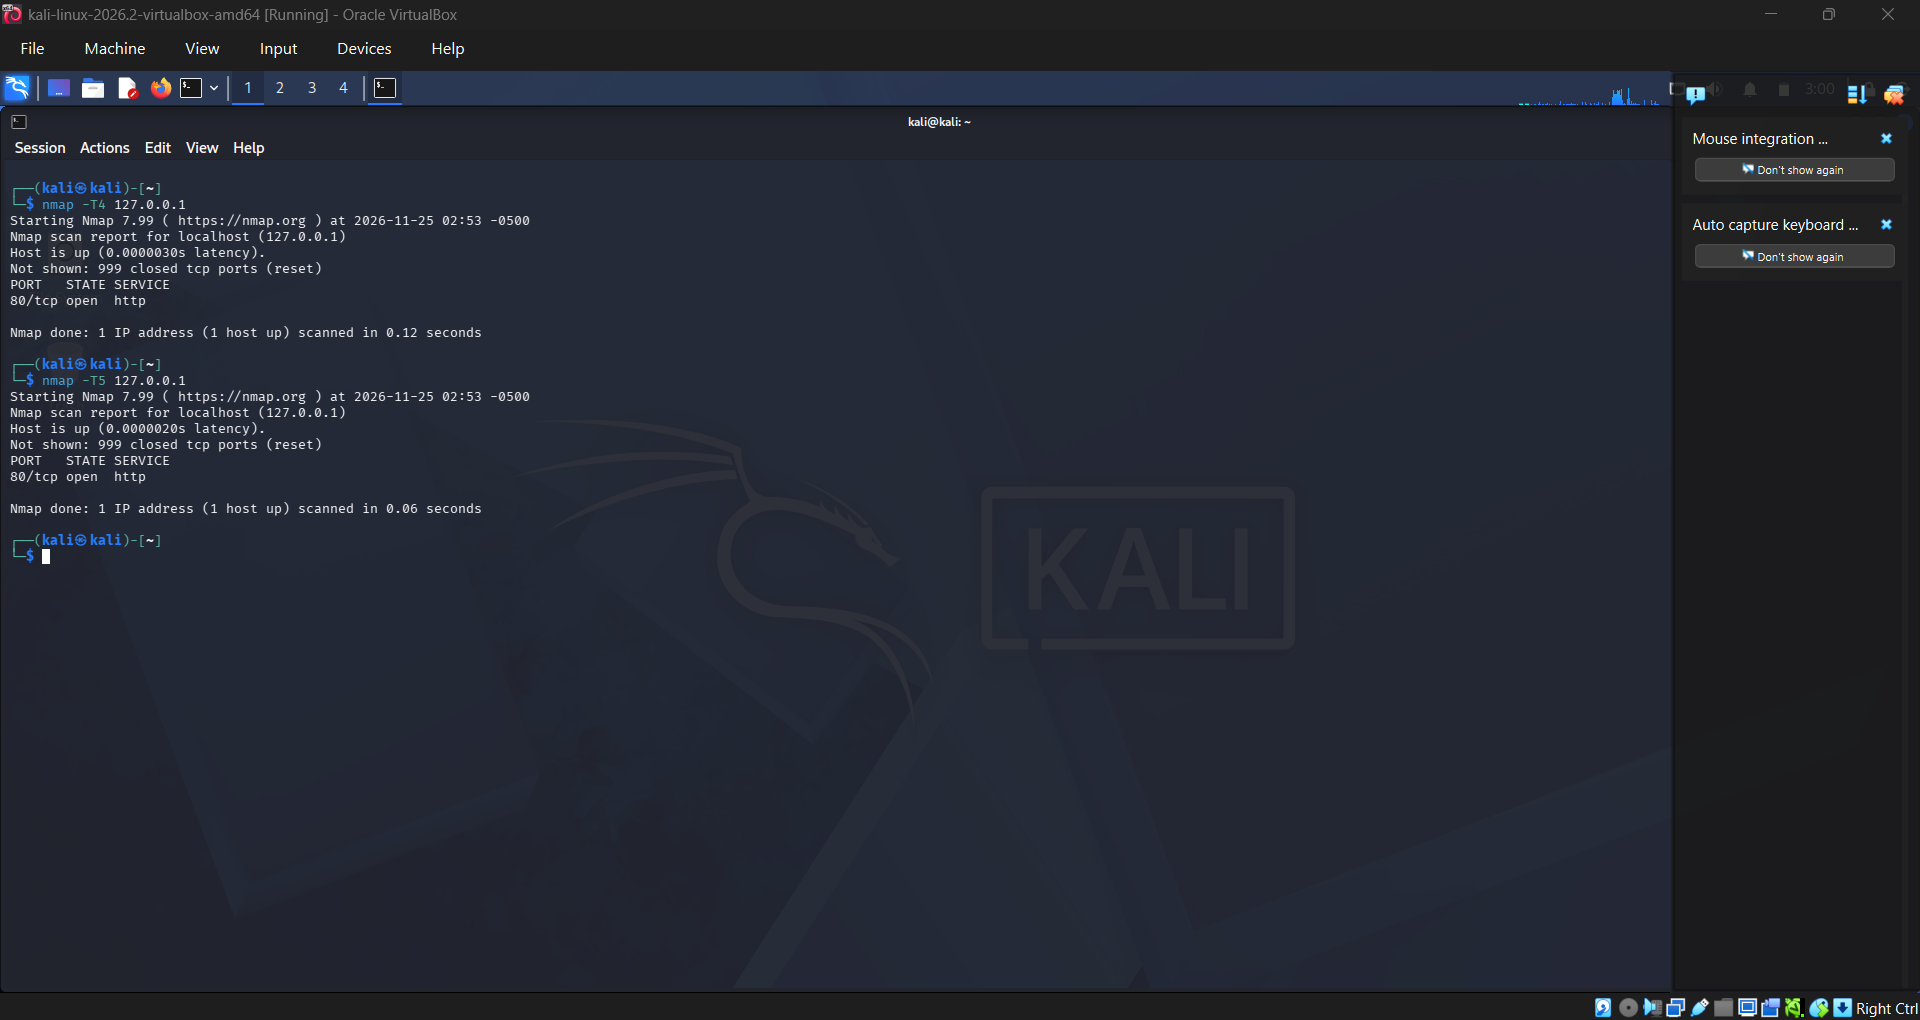 kali-linux-2026.2-virtualbox-amd64 [Running] - Oracle VirtualBox
File Machine View Input Devices Help
1 2 3 4
3:00
kali@kali: ~
Session Actions Edit View Help
┌──(kali㉿kali)-[~]
└─$ nmap -T4 127.0.0.1
Starting Nmap 7.99 ( https://nmap.org ) at 2026-11-25 02:53 -0500
Nmap scan report for localhost (127.0.0.1)
Host is up (0.0000030s latency).
Not shown: 999 closed tcp ports (reset)
PORT   STATE SERVICE
80/tcp open  http
Nmap done: 1 IP address (1 host up) scanned in 0.12 seconds
┌──(kali㉿kali)-[~]
└─$ nmap -T5 127.0.0.1
Starting Nmap 7.99 ( https://nmap.org ) at 2026-11-25 02:53 -0500
Nmap scan report for localhost (127.0.0.1)
Host is up (0.0000020s latency).
Not shown: 999 closed tcp ports (reset)
PORT   STATE SERVICE
80/tcp open  http
Nmap done: 1 IP address (1 host up) scanned in 0.06 seconds
┌──(kali㉿kali)-[~]
└─$
KALI
Mouse integration ...
Don't show again
Auto capture keyboard ...
Don't show again
Right Ctrl